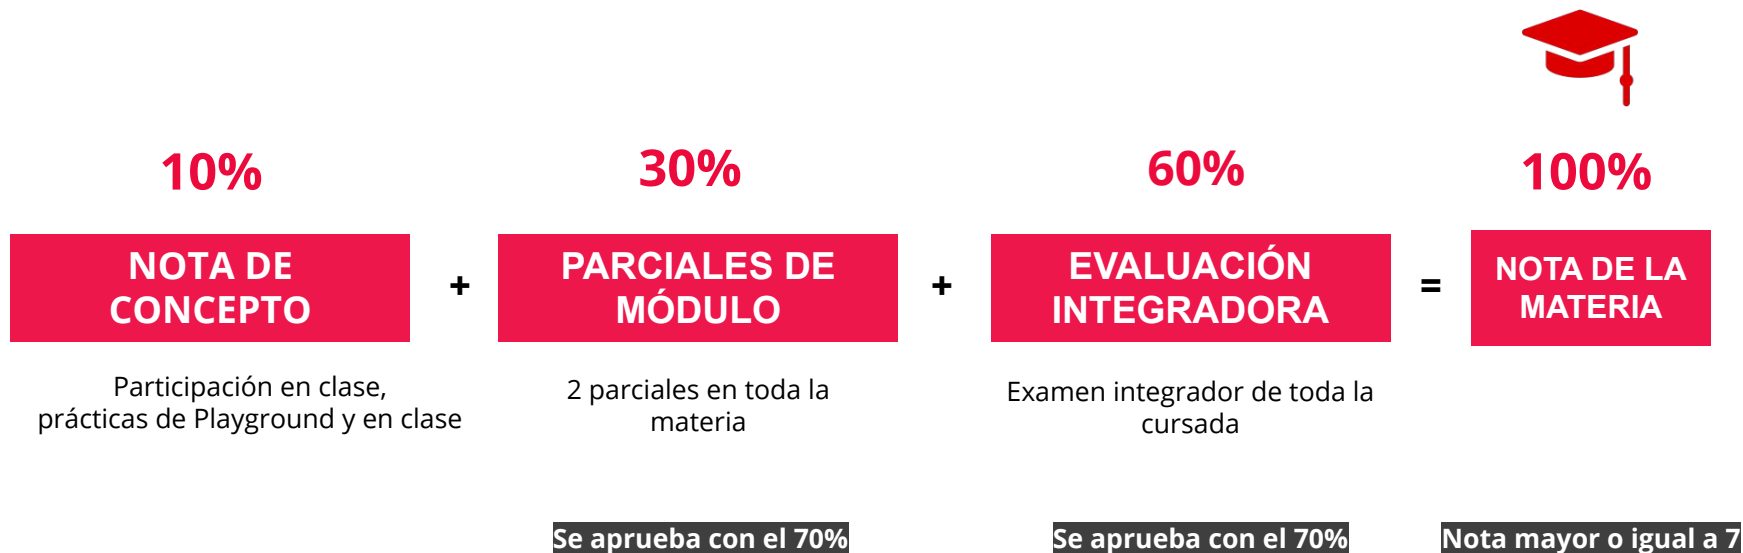 10%
30%
60%
100%
NOTA DE
CONCEPTO
+
PARCIALES DE
MÓDULO
+
EVALUACIÓN
INTEGRADORA
=
NOTA DE LA
MATERIA
Participación en clase,
prácticas de Playground y en clase
2 parciales en toda la
materia
Examen integrador de toda la
cursada
Se aprueba con el 70%
Se aprueba con el 70%
Nota mayor o igual a 7